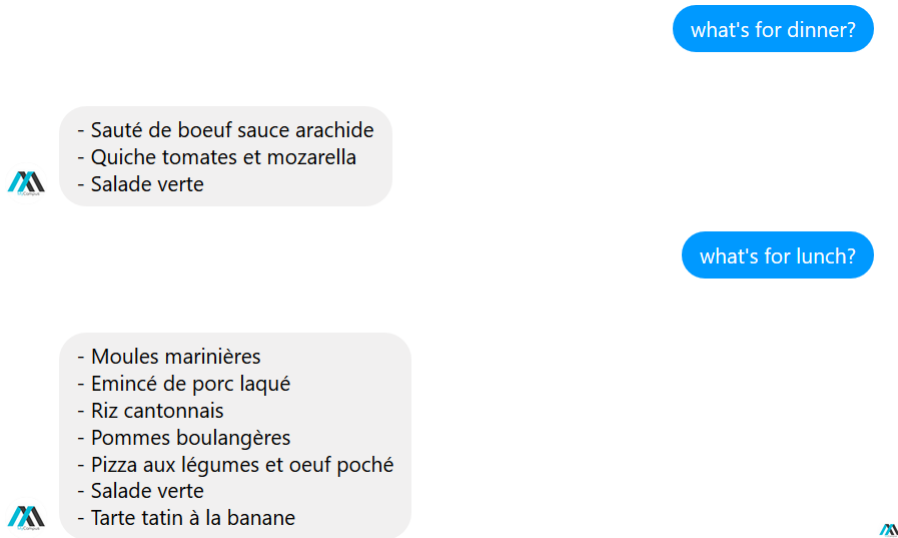 what's for dinner?
- Sauté de boeuf sauce arachide
- Quiche tomates et mozarella
- Salade verte
what's for lunch?
- Moules marinières
- Emincé de porc laqué
- Riz cantonnais
- Pommes boulangères
- Pizza aux légumes et oeuf poché
- Salade verte
- Tarte tatin à la banane